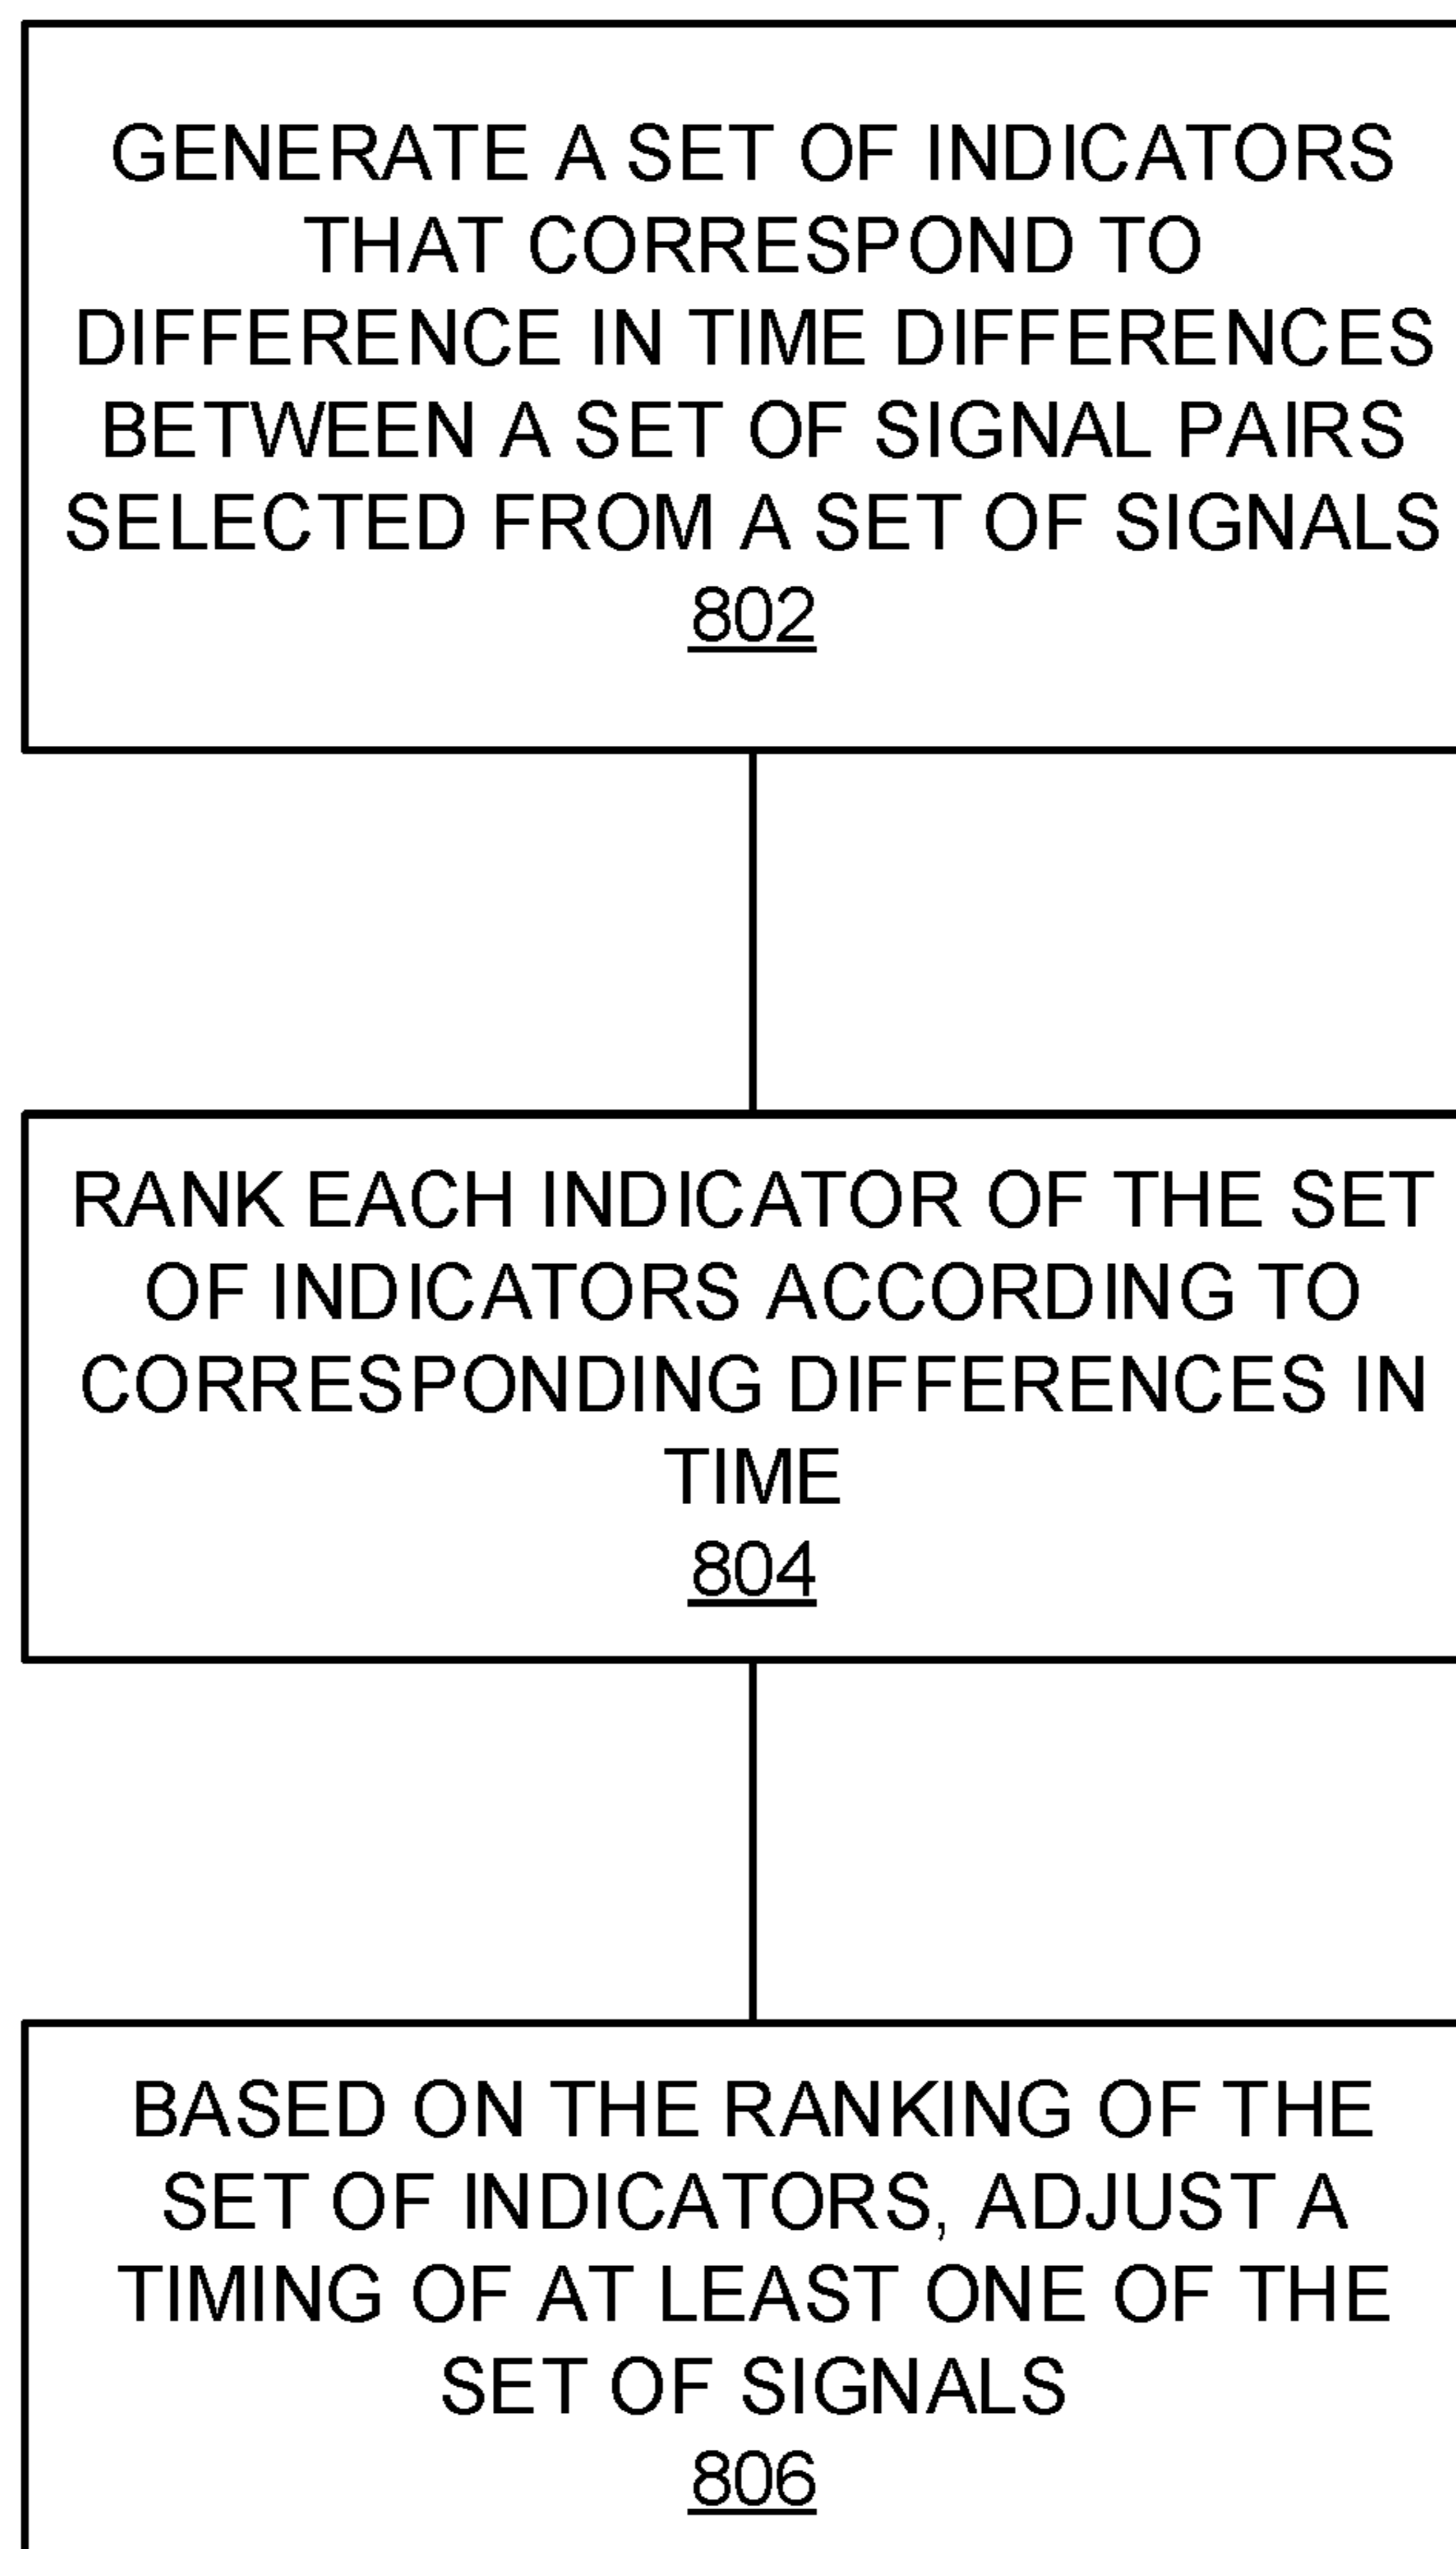 GENERATE A SET OF INDICATORS
THAT CORRESPOND TO
DIFFERENCE IN TIME DIFFERENCES
BETWEEN A SET OF SIGNAL PAIRS
SELECTED FROM A SET OF SIGNALS
802
RANK EACH INDICATOR OF THE SET
OF INDICATORS ACCORDING TO
CORRESPONDING DIFFERENCES IN
TIME
804
BASED ON THE RANKING OF THE
SET OF INDICATORS, ADJUST A
TIMING OF AT LEAST ONE OF THE
SET OF SIGNALS
806